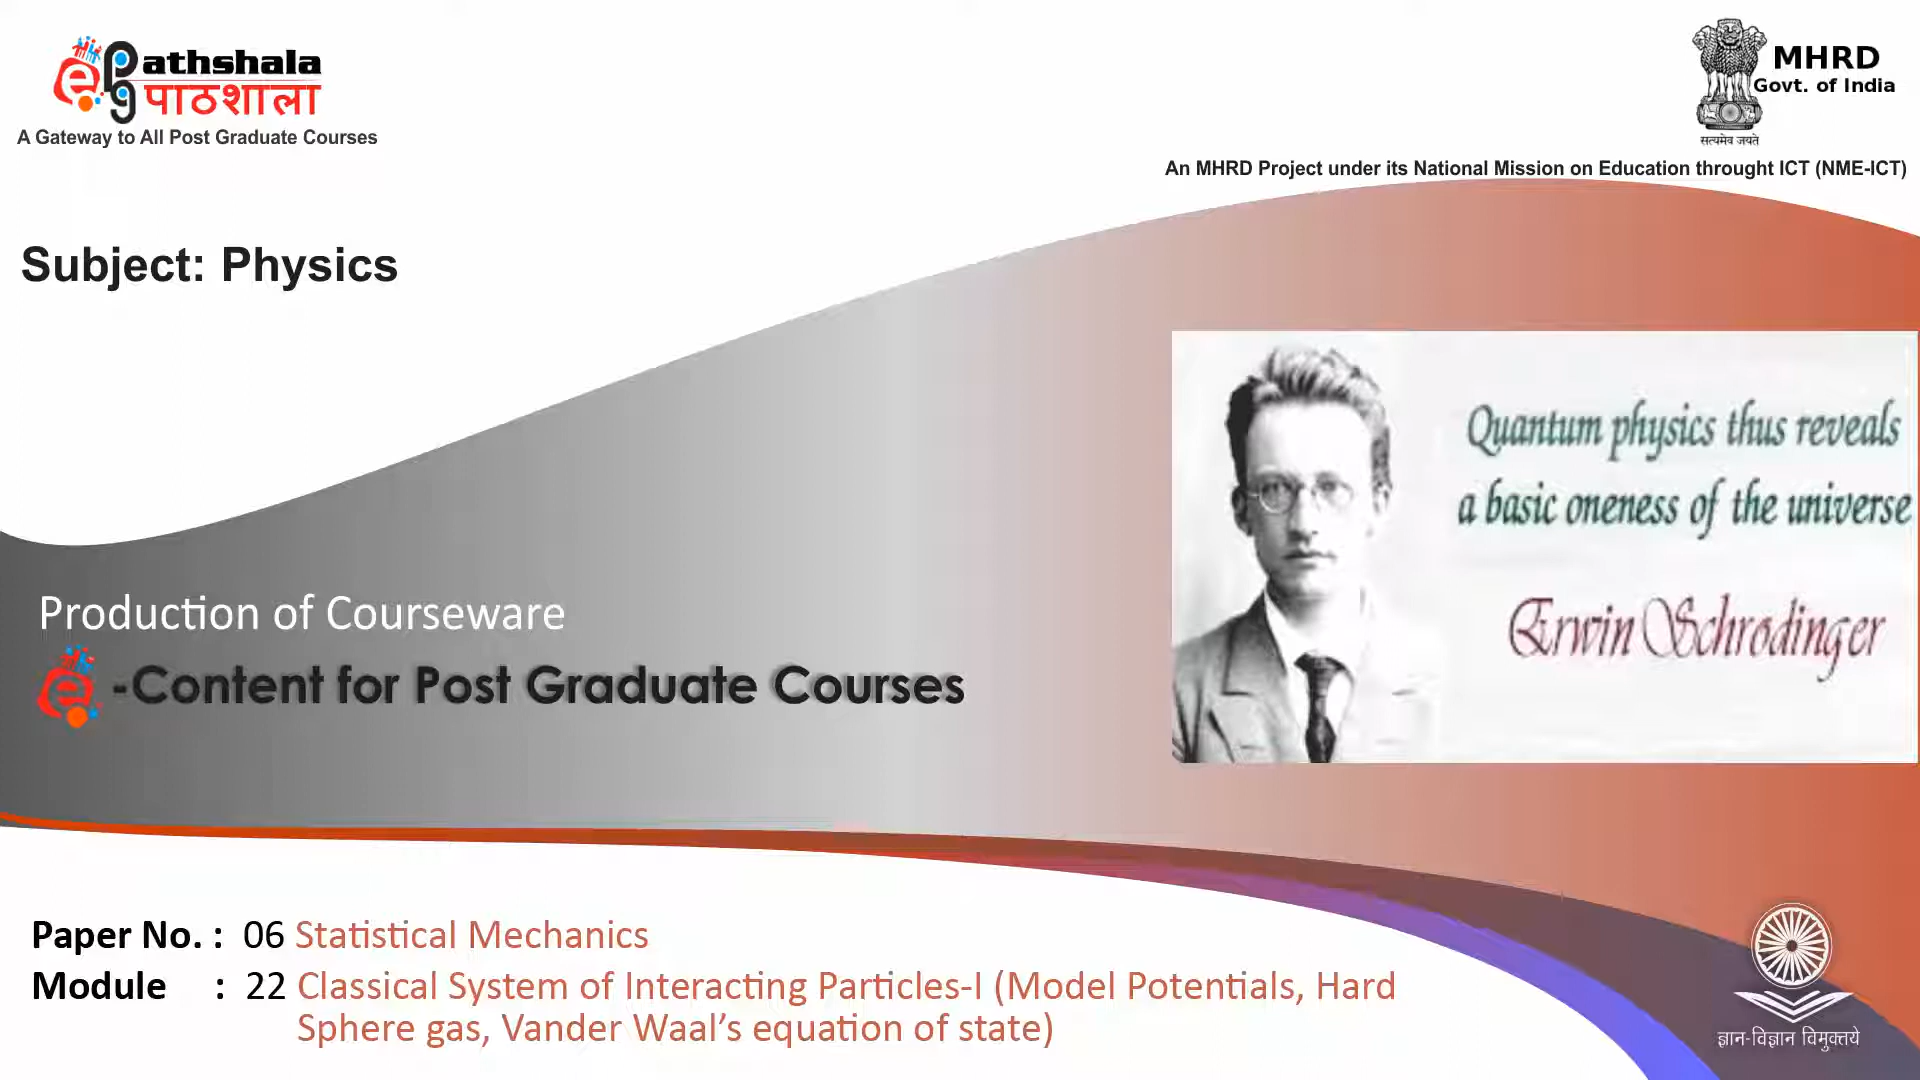 athshala
पाठशाला
A Gateway to All Post Graduate Courses
MHRD
Govt. of India
सत्यमेव जयते
An MHRD Project under its National Mission on Education throught ICT (NME-ICT)
Subject: Physics
Quantum physics thus reveals
a basic oneness of the universe
Erwin Schrodinger
Production of Courseware
e -Content for Post Graduate Courses
Paper No. : 06 Statistical Mechanics
Module : 22 Classical System of Interacting Particles-I (Model Potentials, Hard
Sphere gas, Vander Waal’s equation of state)
ज्ञान-विज्ञान विमुक्तये